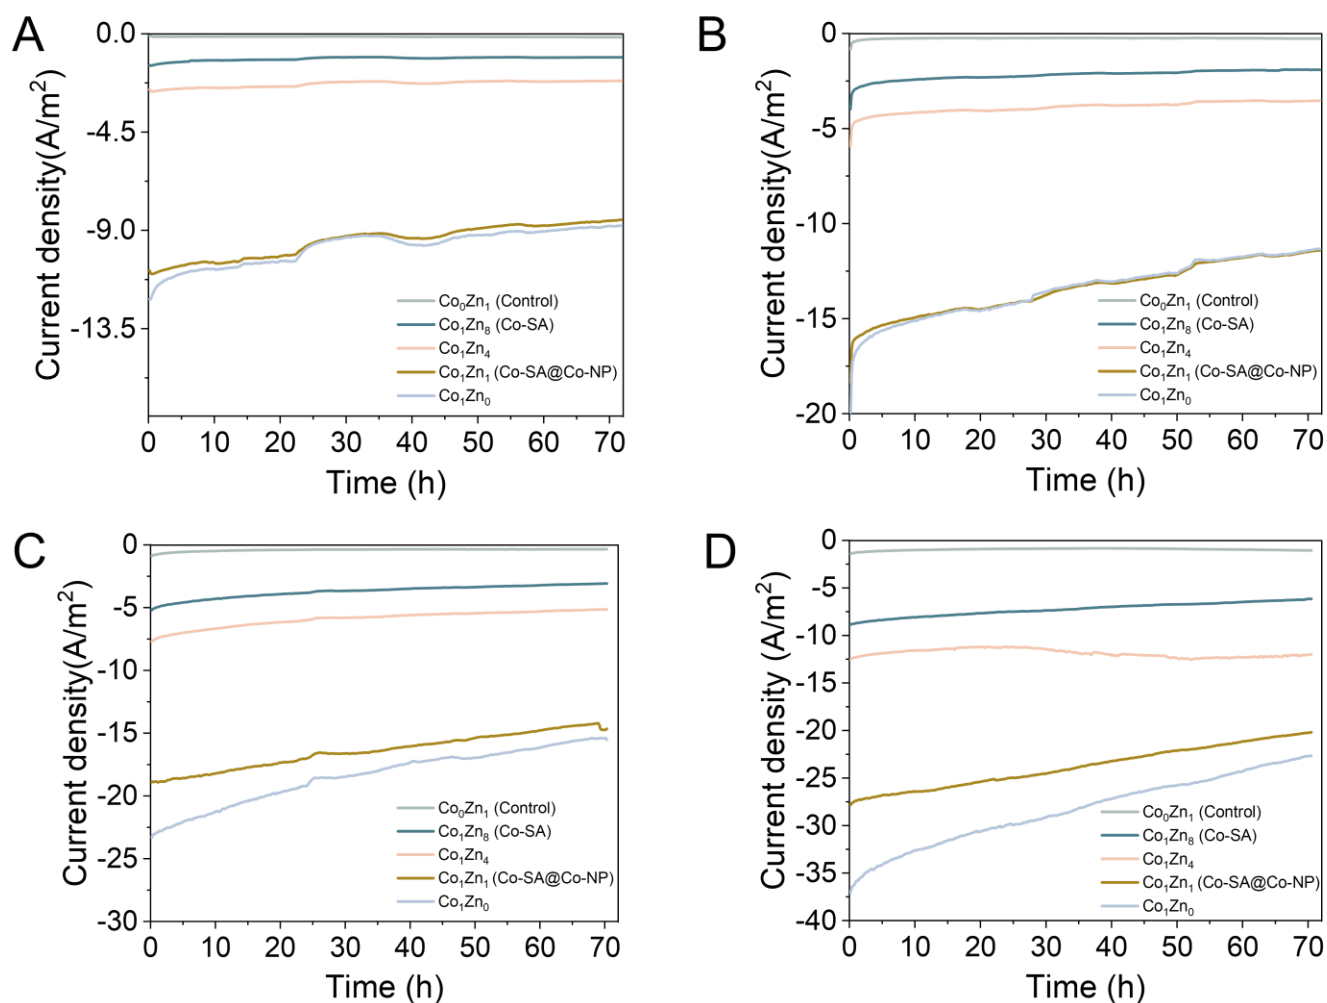 A
Current density(A/m²)
0.0
-4.5
-9.0
-13.5
Co₀Zn₁ (Control)
Co₁Zn₈ (Co-SA)
Co₁Zn₄
Co₁Zn₁ (Co-SA@Co-NP)
Co₁Zn₀
0 10 20 30 40 50 60 70
Time (h)
B
Current density(A/m²)
0
-5
-10
-15
-20
Co₀Zn₁ (Control)
Co₁Zn₈ (Co-SA)
Co₁Zn₄
Co₁Zn₁ (Co-SA@Co-NP)
Co₁Zn₀
0 10 20 30 40 50 60 70
Time (h)
C
Current density(A/m²)
0
-5
-10
-15
-20
-25
-30
Co₀Zn₁ (Control)
Co₁Zn₈ (Co-SA)
Co₁Zn₄
Co₁Zn₁ (Co-SA@Co-NP)
Co₁Zn₀
0 10 20 30 40 50 60 70
Time (h)
D
Current density (A/m²)
0
-5
-10
-15
-20
-25
-30
-35
-40
Co₀Zn₁ (Control)
Co₁Zn₈ (Co-SA)
Co₁Zn₄
Co₁Zn₁ (Co-SA@Co-NP)
Co₁Zn₀
0 10 20 30 40 50 60 70
Time (h)